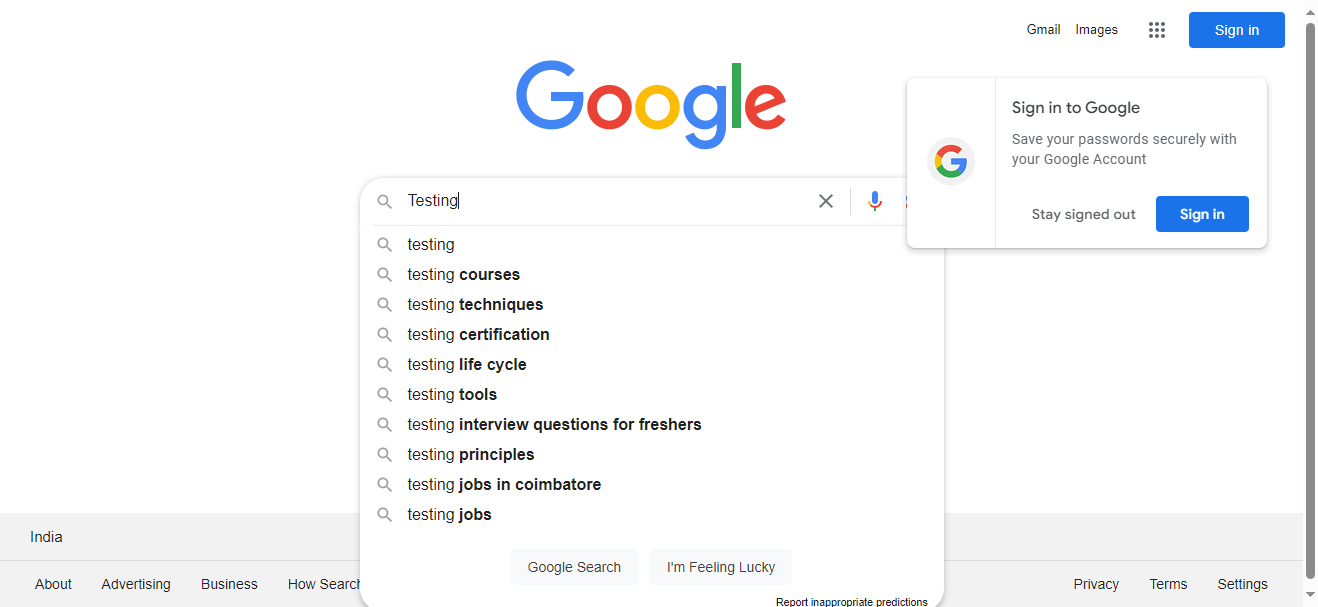 Gmail Images Sign in
Google
Sign in to Google
Save your passwords securely with
your Google Account
Stay signed out Sign in
Testing
testing
testing courses
testing techniques
testing certification
testing life cycle
testing tools
testing interview questions for freshers
testing principles
testing jobs in coimbatore
testing jobs
Google Search I'm Feeling Lucky
Report inappropriate predictions
India
About Advertising Business How Search Privacy Terms Settings